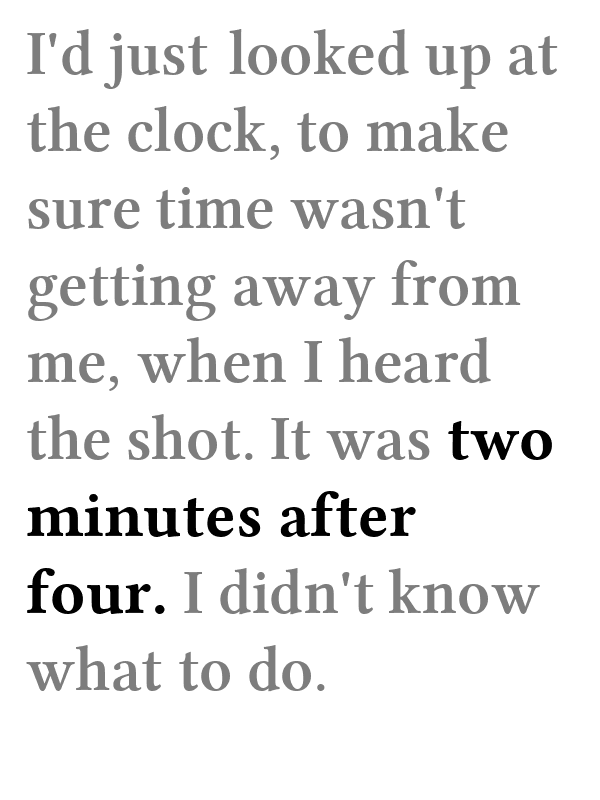 I'd just looked up at
the clock, to make
sure time wasn't
getting away from
me, when I heard
the shot. It was two
minutes after
four. I didn't know
what to do.